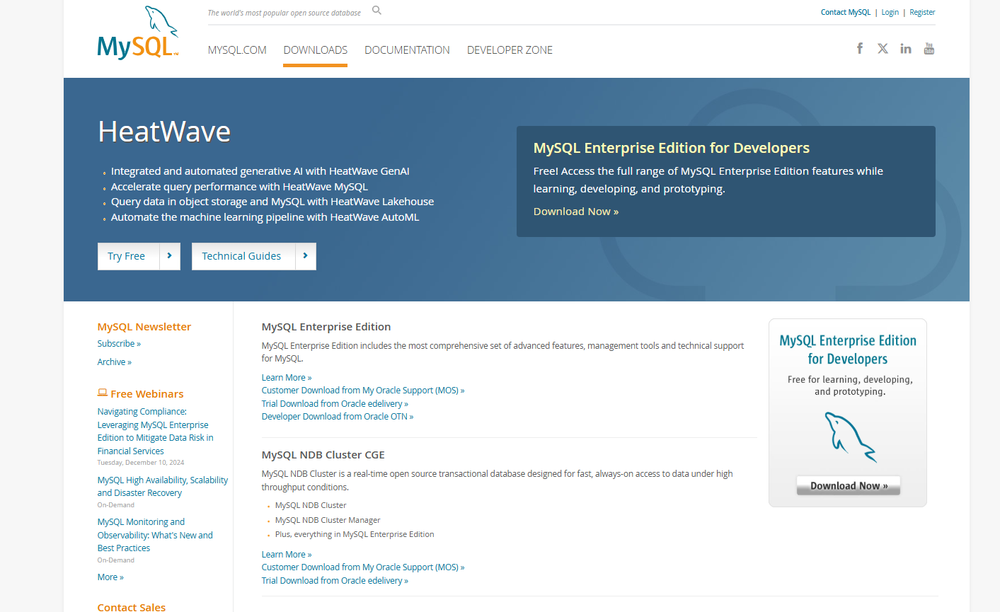 The world's most popular open source database
Contact MySQL | Login | Register
MySQL™
MYSQL.COM DOWNLOADS DOCUMENTATION DEVELOPER ZONE
HeatWave
Integrated and automated generative AI with HeatWave GenAI
Accelerate query performance with HeatWave MySQL
Query data in object storage and MySQL with HeatWave Lakehouse
Automate the machine learning pipeline with HeatWave AutoML
Try Free
Technical Guides
MySQL Enterprise Edition for Developers
Free! Access the full range of MySQL Enterprise Edition features while
learning, developing, and prototyping.
Download Now »
MySQL Newsletter
Subscribe »
Archive »
Free Webinars
Navigating Compliance:
Leveraging MySQL Enterprise
Edition to Mitigate Data Risk in
Financial Services
Tuesday, December 10, 2024
MySQL High Availability, Scalability
and Disaster Recovery
On-Demand
MySQL Monitoring and
Observability: What's New and
Best Practices
On-Demand
More »
Contact Sales
MySQL Enterprise Edition
MySQL Enterprise Edition includes the most comprehensive set of advanced features, management tools and technical support
for MySQL.
Learn More »
Customer Download from My Oracle Support (MOS) »
Trial Download from Oracle edelivery »
Developer Download from Oracle OTN »
MySQL NDB Cluster CGE
MySQL NDB Cluster is a real-time open source transactional database designed for fast, always-on access to data under high
throughput conditions.
MySQL NDB Cluster
MySQL NDB Cluster Manager
Plus, everything in MySQL Enterprise Edition
Learn More »
Customer Download from My Oracle Support (MOS) »
Trial Download from Oracle edelivery »
MySQL Enterprise Edition
for Developers
Free for learning, developing,
and prototyping.
Download Now »